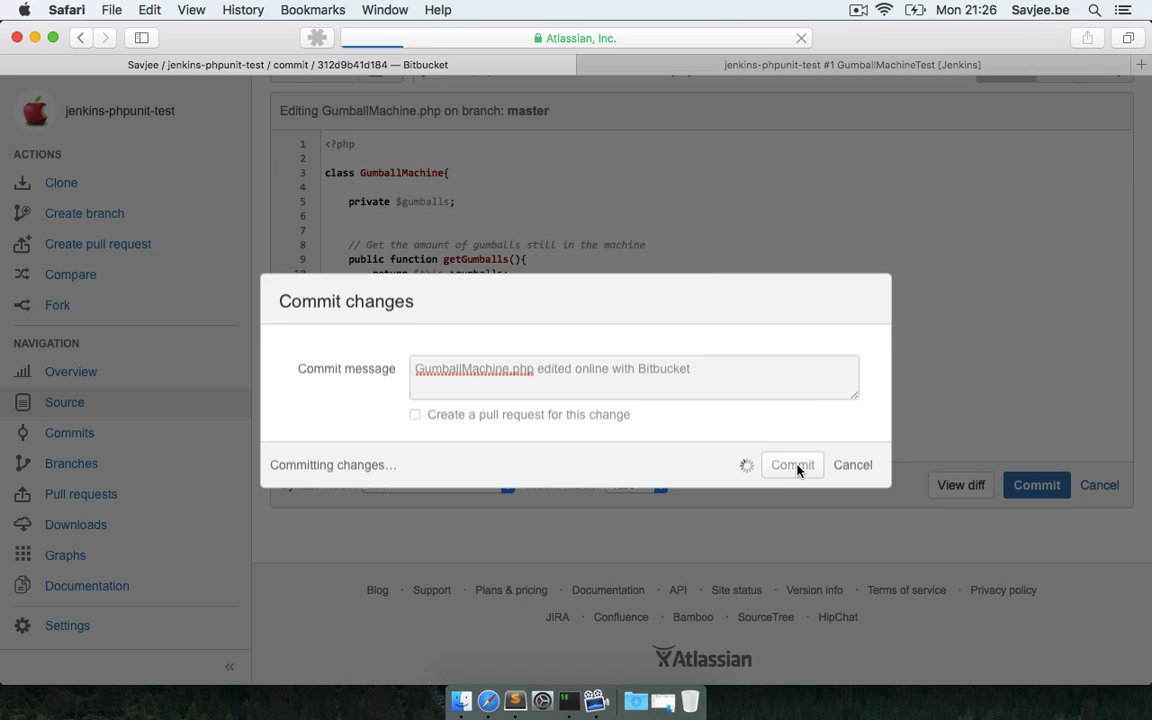 Safari File Edit View History Bookmarks Window Help Mon 21:26 Savjee.be
Atlassian, Inc.
Savjee / jenkins-phpunit-test / commit / 312d9b41d184 — Bitbucket
jenkins-phpunit-test #1 GumballMachineTest [Jenkins]
jenkins-phpunit-test
Editing GumballMachine.php on branch: master
ACTIONS
Clone
Create branch
Create pull request
Compare
Fork
NAVIGATION
Overview
Source
Commits
Branches
Pull requests
Downloads
Graphs
Documentation
Settings
«
1 <?php
2
3 class GumballMachine{
4
5 private $gumballs;
6
7
8 // Get the amount of gumballs still in the machine
9 public function getGumballs(){
10 return $this->gumballs;
Commit changes
Commit message GumballMachine.php edited online with Bitbucket
Create a pull request for this change
Committing changes… Commit Cancel
View diff Commit Cancel
Blog · Support · Plans & pricing · Documentation · API · Site status · Version info · Terms of service · Privacy policy
JIRA · Confluence · Bamboo · SourceTree · HipChat
Atlassian